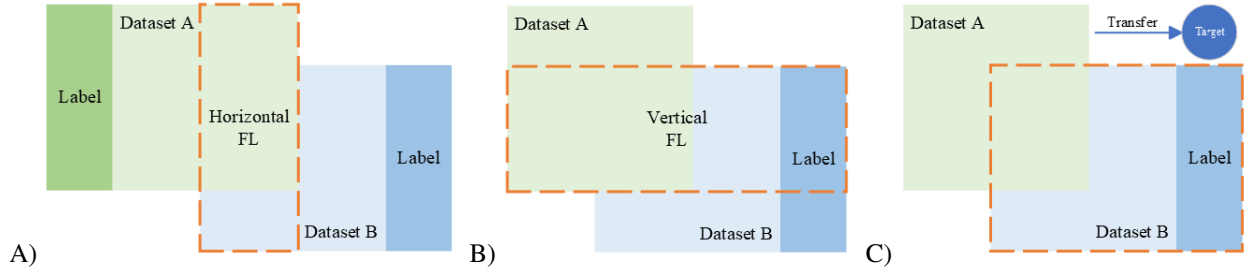 A)
Dataset A
Label
Horizontal
FL
Label
Dataset B
B)
Dataset A
Vertical
FL
Label
Dataset B
C)
Dataset A
Transfer
Target
Label
Dataset B